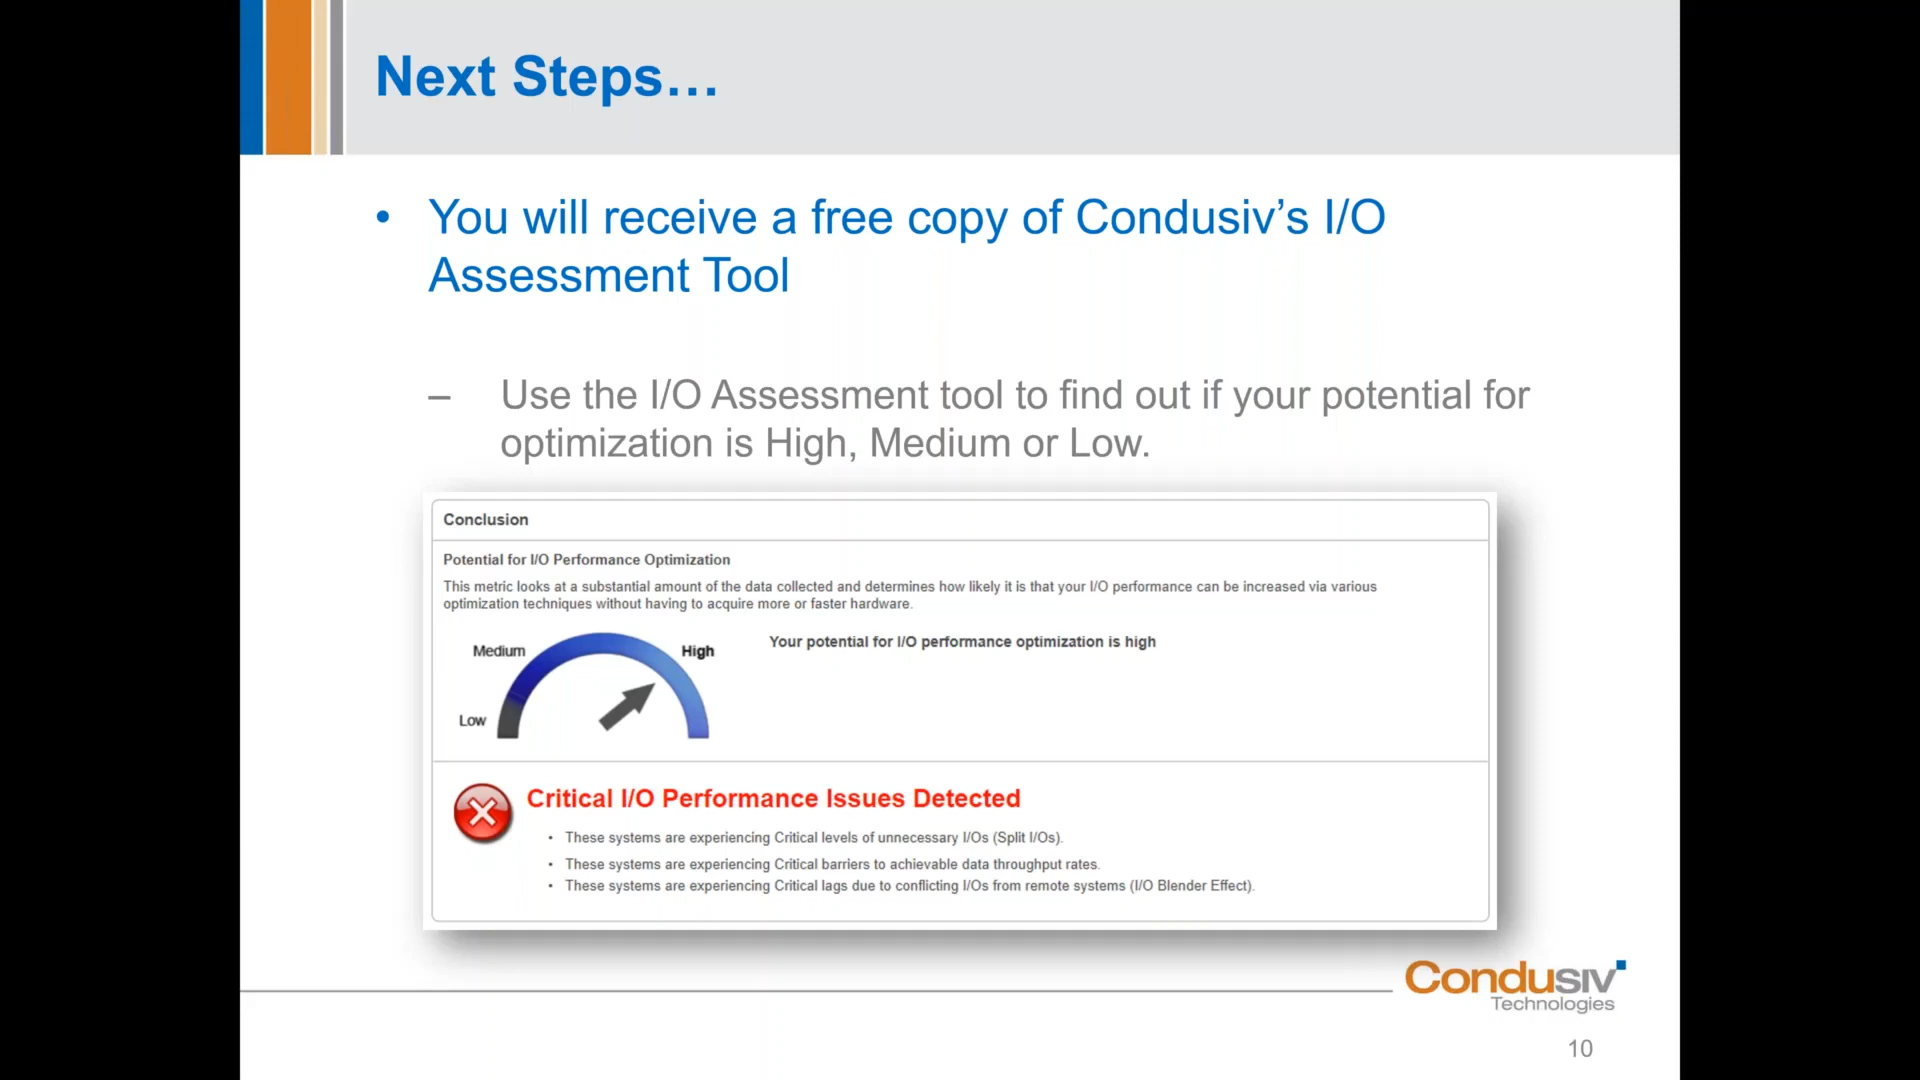 Next Steps…
• You will receive a free copy of Condusiv’s I/O
Assessment Tool
– Use the I/O Assessment tool to find out if your potential for
optimization is High, Medium or Low.
Conclusion
Potential for I/O Performance Optimization
This metric looks at a substantial amount of the data collected and determines how likely it is that your I/O performance can be increased via various
optimization techniques without having to acquire more or faster hardware.
Medium
High
Low
Your potential for I/O performance optimization is high
Critical I/O Performance Issues Detected
• These systems are experiencing Critical levels of unnecessary I/Os (Split I/Os).
• These systems are experiencing Critical barriers to achievable data throughput rates.
• These systems are experiencing Critical lags due to conflicting I/Os from remote systems (I/O Blender Effect).
Condusiv
Technologies
10